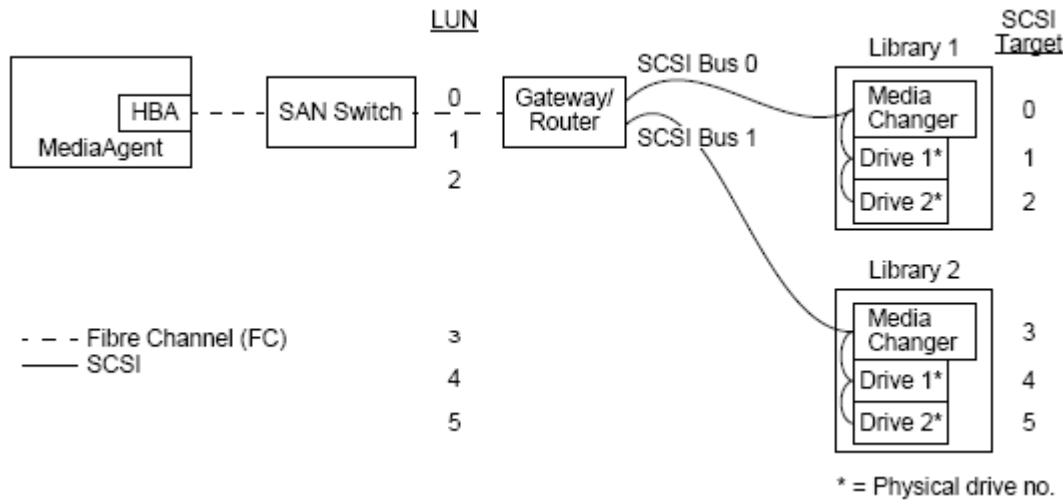 LUN
SCSI
Target
Library 1
SCSI Bus 0
HBA
MediaAgent
SAN Switch
0
1
2
Gateway/
Router
SCSI Bus 1
Media
Changer
Drive 1*
Drive 2*
0
1
2
Library 2
- - - Fibre Channel (FC)
SCSI
3
4
5
Media
Changer
Drive 1*
Drive 2*
3
4
5
* = Physical drive no.